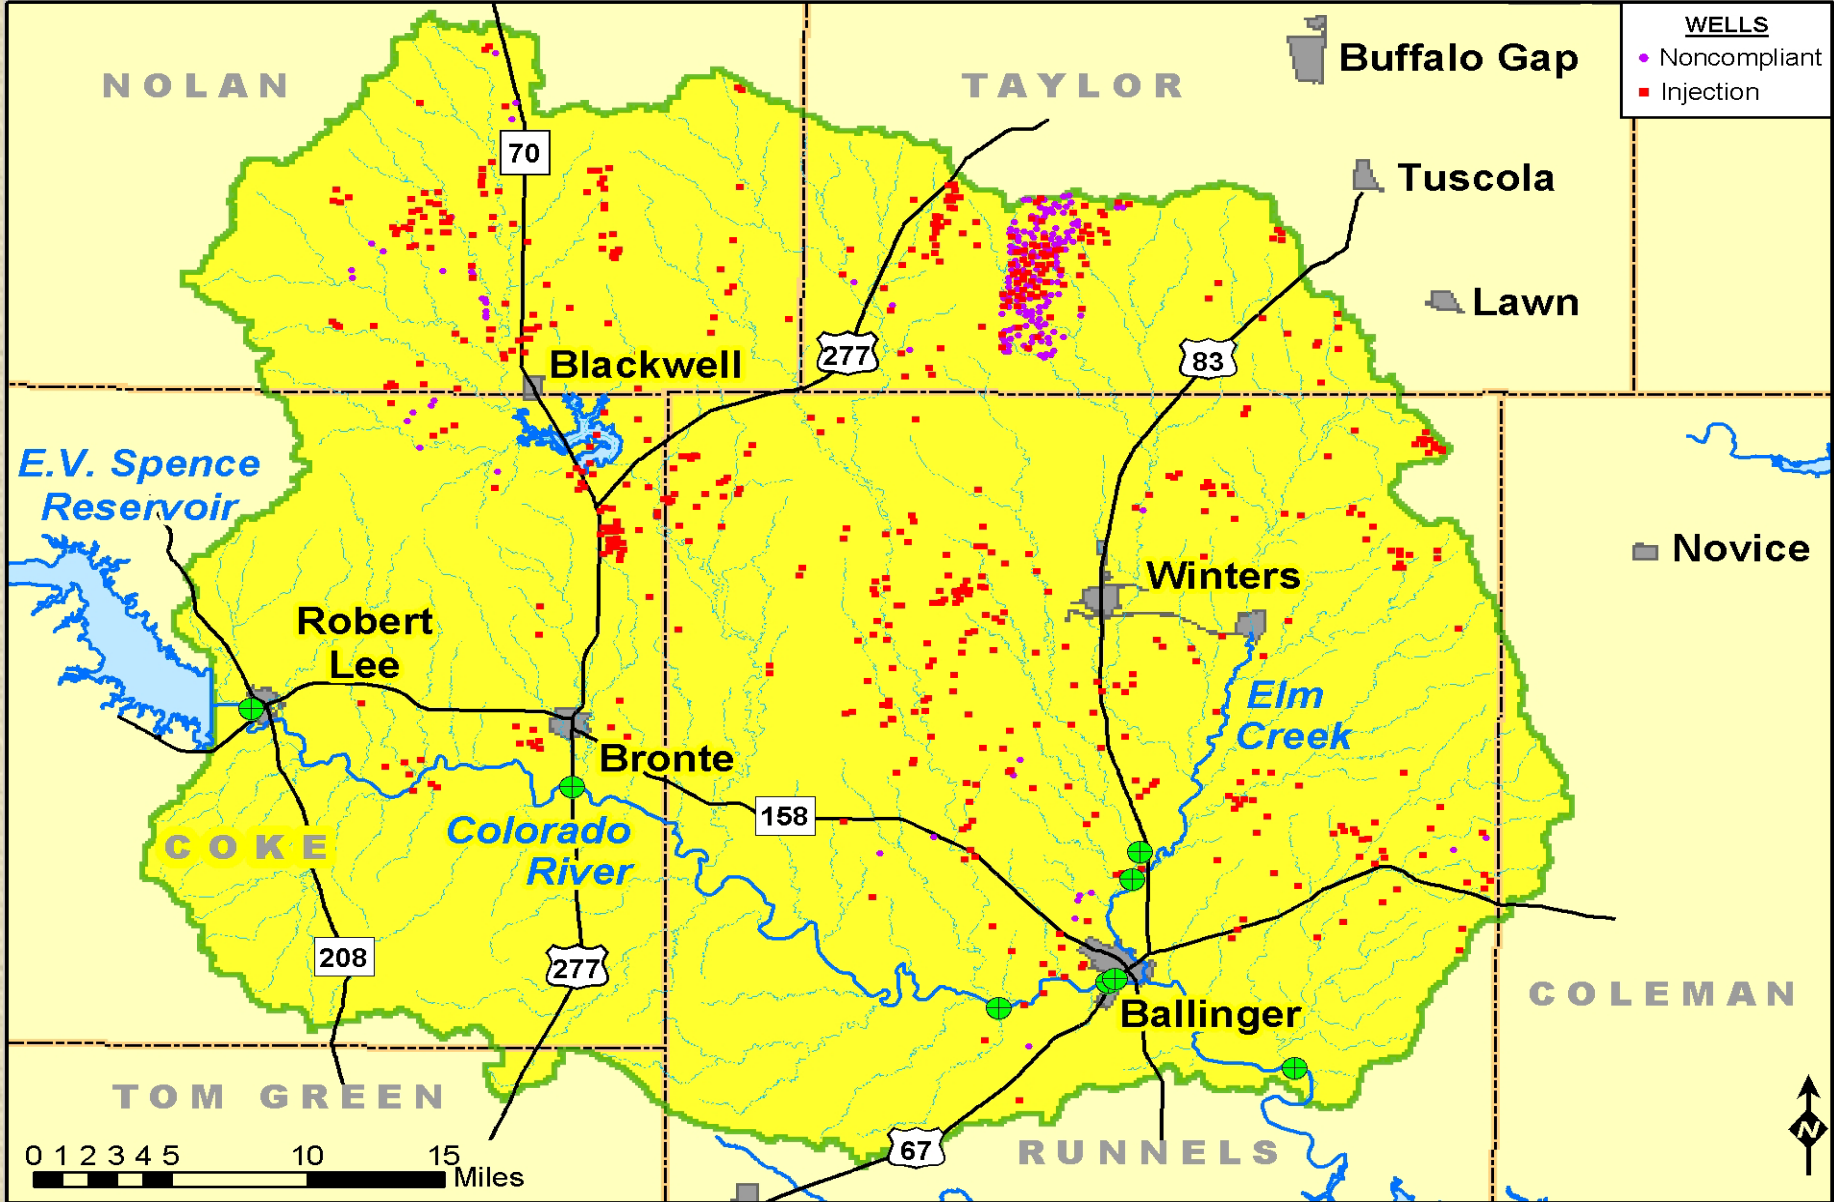 WELLS
Noncompliant
Injection
NOLAN
TAYLOR
Buffalo Gap
70
Tuscola
Lawn
277
83
Blackwell
E.V. Spence
Reservoir
Novice
Winters
Robert
Lee
Elm
Creek
Bronte
158
COKE
Colorado
River
208
277
COLEMAN
Ballinger
TOM GREEN
RUNNELS
67
0 1 2 3 4 5 10 15
Miles
N